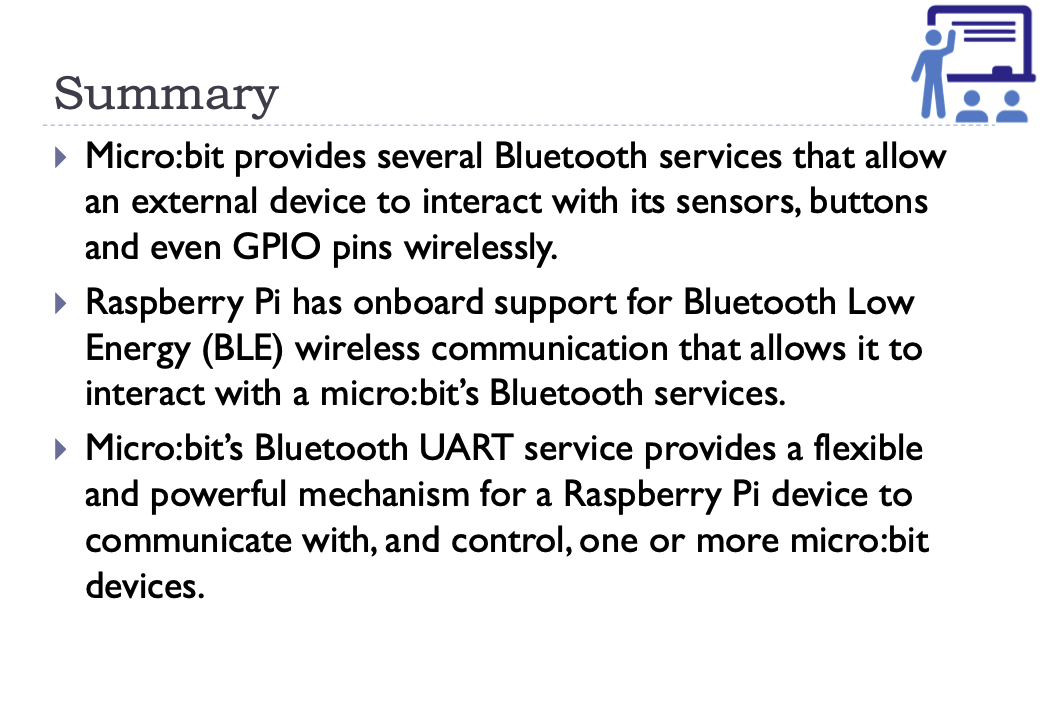 Summary
Micro:bit provides several Bluetooth services that allow
an external device to interact with its sensors, buttons
and even GPIO pins wirelessly.
Raspberry Pi has onboard support for Bluetooth Low
Energy (BLE) wireless communication that allows it to
interact with a micro:bit’s Bluetooth services.
Micro:bit’s Bluetooth UART service provides a flexible
and powerful mechanism for a Raspberry Pi device to
communicate with, and control, one or more micro:bit
devices.